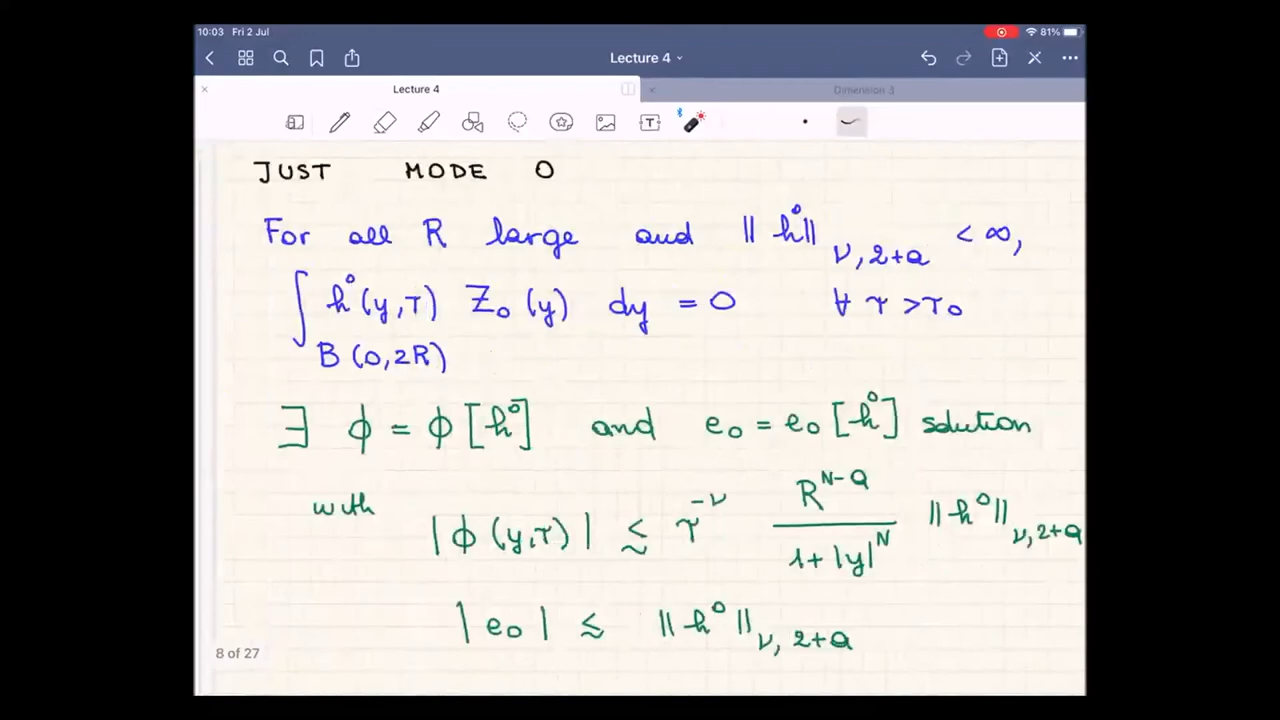 10:03 Fri 2 Jul 81%
Lecture 4
Lecture 4 Dimension 3
JUST MODE 0
For all R large and ‖h⁰‖_{ν, 2+a} < ∞,
∫_{B(0,2R)} h⁰(y,τ) Z₀(y) dy = 0 ∀ τ > τ₀
∃ ϕ = ϕ[h⁰] and e₀ = e₀[h⁰] solution
with |ϕ(y,τ)| ≲ τ^{-ν} R^{N-a} / (1+|y|^N) ‖h⁰‖_{ν, 2+a}
|e₀| ≲ ‖h⁰‖_{ν, 2+a}
8 of 27